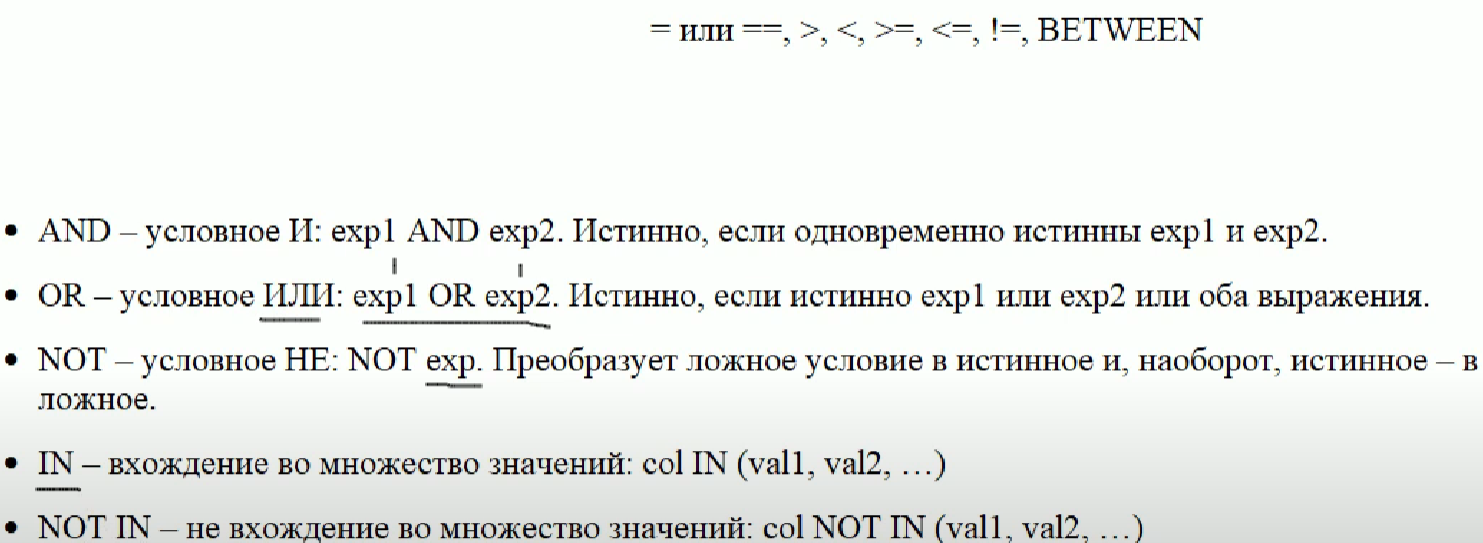 = или ==, >, <, >=, <=, !=, BETWEEN
• AND – условное И: exp1 AND exp2. Истинно, если одновременно истинны exp1 и exp2.
• OR – условное ИЛИ: exp1 OR exp2. Истинно, если истинно exp1 или exp2 или оба выражения.
• NOT – условное НЕ: NOT exp. Преобразует ложное условие в истинное и, наоборот, истинное – в
ложное.
• IN – вхождение во множество значений: col IN (val1, val2, …)
• NOT IN – не вхождение во множество значений: col NOT IN (val1, val2, …)